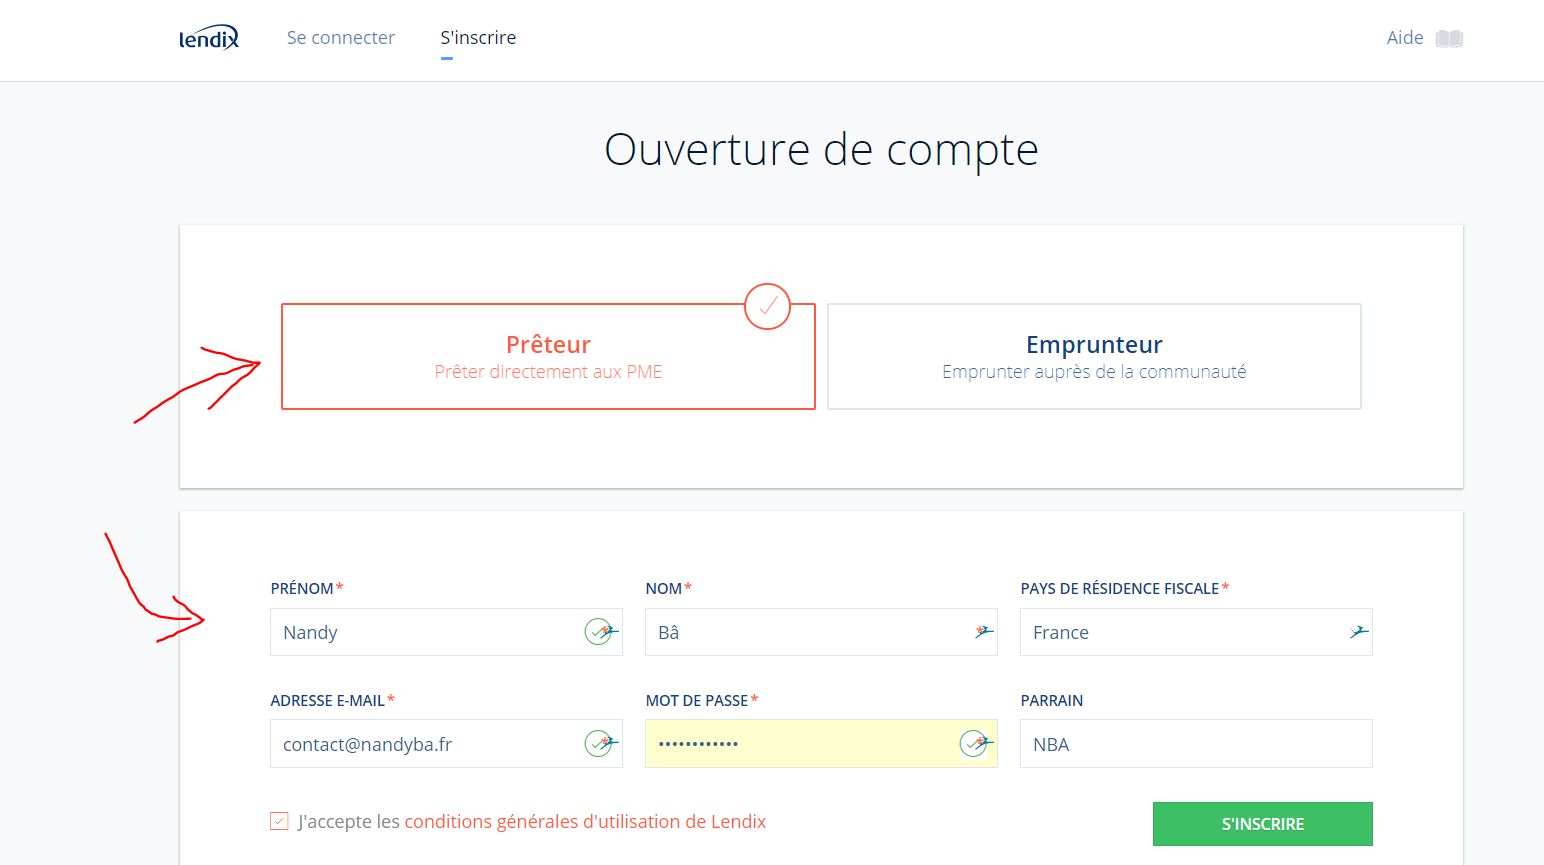 lendix
Se connecter
S'inscrire
Aide
Ouverture de compte
Prêteur
Prêter directement aux PME
Emprunteur
Emprunter auprès de la communauté
PRÉNOM*
NOM*
PAYS DE RÉSIDENCE FISCALE*
Nandy
Bâ
France
ADRESSE E-MAIL*
MOT DE PASSE*
PARRAIN
contact@nandyba.fr
••••••••••••
NBA
J'accepte les conditions générales d'utilisation de Lendix
S'INSCRIRE